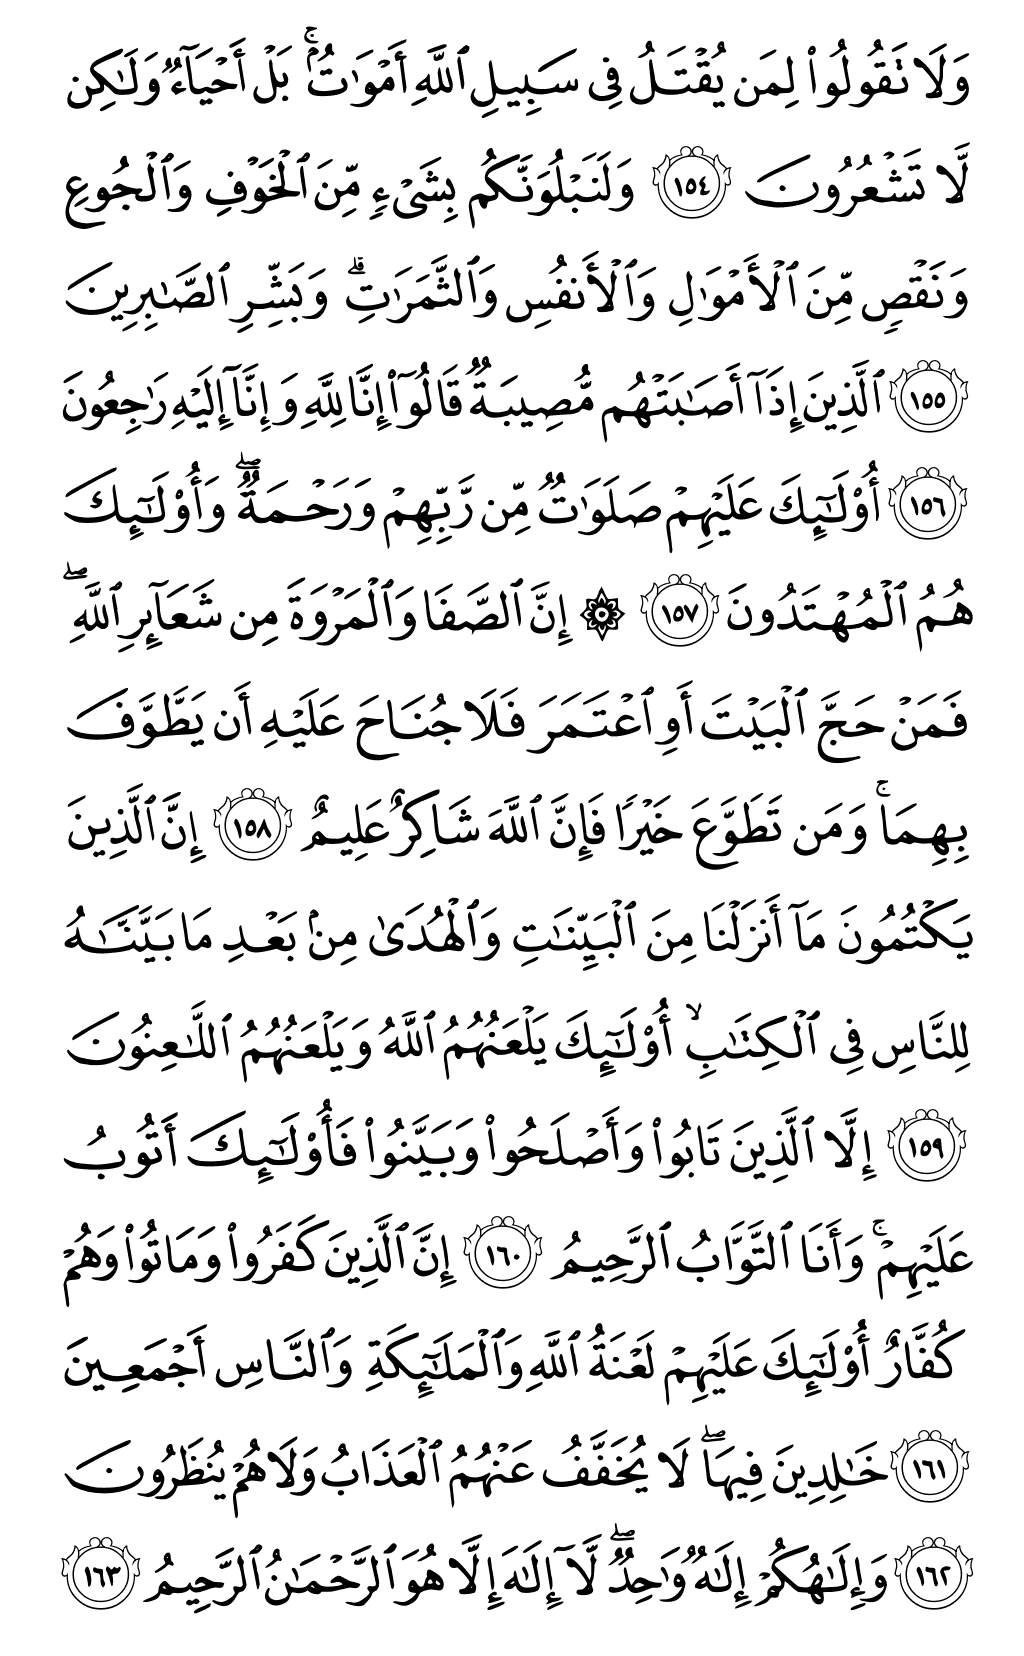 وَلَا تَقُولُوا۟ لِمَن يُقْتَلُ فِى سَبِيلِ ٱللَّهِ أَمْوَٰتُۢ ۚ بَلْ أَحْيَآءٌ وَلَـٰكِن
لَّا تَشْعُرُونَ ١٥٤ وَلَنَبْلُوَنَّكُم بِشَىْءٍ مِّنَ ٱلْخَوْفِ وَٱلْجُوعِ
وَنَقْصٍ مِّنَ ٱلْأَمْوَٰلِ وَٱلْأَنفُسِ وَٱلثَّمَرَٰتِ ۗ وَبَشِّرِ ٱلصَّـٰبِرِينَ
١٥٥ ٱلَّذِينَ إِذَآ أَصَـٰبَتْهُم مُّصِيبَةٌ قَالُوٓا۟ إِنَّا لِلَّهِ وَإِنَّآ إِلَيْهِ رَٰجِعُونَ
١٥٦ أُو۟لَـٰٓئِكَ عَلَيْهِمْ صَلَوَٰتٌ مِّن رَّبِّهِمْ وَرَحْمَةٌ ۖ وَأُو۟لَـٰٓئِكَ
هُمُ ٱلْمُهْتَدُونَ ١٥٧ ۞ إِنَّ ٱلصَّفَا وَٱلْمَرْوَةَ مِن شَعَآئِرِ ٱللَّهِ ۖ
فَمَنْ حَجَّ ٱلْبَيْتَ أَوِ ٱعْتَمَرَ فَلَا جُنَاحَ عَلَيْهِ أَن يَطَّوَّفَ
بِهِمَا ۚ وَمَن تَطَوَّعَ خَيْرًا فَإِنَّ ٱللَّهَ شَاكِرٌ عَلِيمٌ ١٥٨ إِنَّ ٱلَّذِينَ
يَكْتُمُونَ مَآ أَنزَلْنَا مِنَ ٱلْبَيِّنَـٰتِ وَٱلْهُدَىٰ مِنۢ بَعْدِ مَا بَيَّنَّـٰهُ
لِلنَّاسِ فِى ٱلْكِتَـٰبِ ۙ أُو۟لَـٰٓئِكَ يَلْعَنُهُمُ ٱللَّهُ وَيَلْعَنُهُمُ ٱللَّـٰعِنُونَ
١٥٩ إِلَّا ٱلَّذِينَ تَابُوا۟ وَأَصْلَحُوا۟ وَبَيَّنُوا۟ فَأُو۟لَـٰٓئِكَ أَتُوبُ
عَلَيْهِمْ ۚ وَأَنَا ٱلتَّوَّابُ ٱلرَّحِيمُ ١٦٠ إِنَّ ٱلَّذِينَ كَفَرُوا۟ وَمَاتُوا۟ وَهُمْ
كُفَّارٌ أُو۟لَـٰٓئِكَ عَلَيْهِمْ لَعْنَةُ ٱللَّهِ وَٱلْمَلَـٰٓئِكَةِ وَٱلنَّاسِ أَجْمَعِينَ
١٦١ خَـٰلِدِينَ فِيهَا ۖ لَا يُخَفَّفُ عَنْهُمُ ٱلْعَذَابُ وَلَا هُمْ يُنظَرُونَ
١٦٢ وَإِلَـٰهُكُمْ إِلَـٰهٌ وَٰحِدٌ ۖ لَّآ إِلَـٰهَ إِلَّا هُوَ ٱلرَّحْمَـٰنُ ٱلرَّحِيمُ ١٦٣